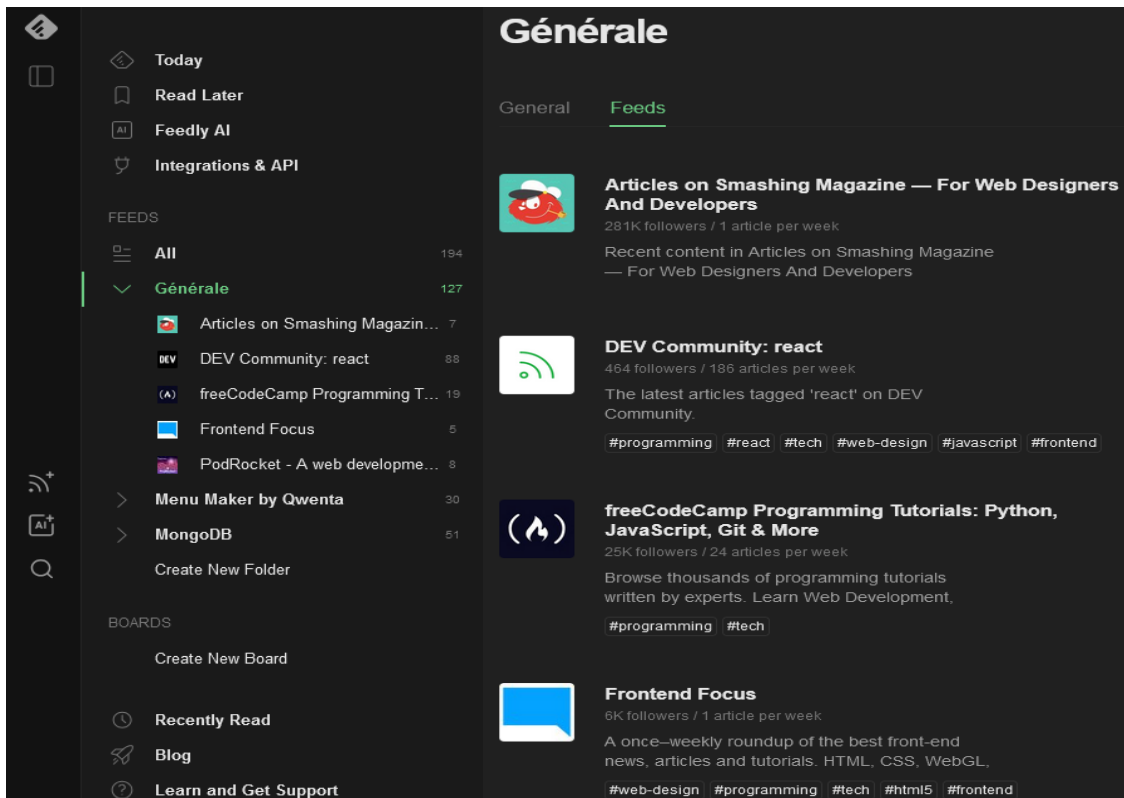 Today
Read Later
AI
Feedly AI
Integrations & API
FEEDS
All 194
Générale 127
Articles on Smashing Magazin... 7
DEV
DEV Community: react 88
freeCodeCamp Programming T... 19
Frontend Focus 5
PodRocket - A web developme... 8
Menu Maker by Qwenta 30
MongoDB 51
Create New Folder
BOARDS
Create New Board
Recently Read
Blog
Learn and Get Support
AI
Générale
General Feeds
Articles on Smashing Magazine — For Web Designers
And Developers
281K followers / 1 article per week
Recent content in Articles on Smashing Magazine
— For Web Designers And Developers
DEV Community: react
464 followers / 186 articles per week
The latest articles tagged 'react' on DEV
Community.
#programming #react #tech #web-design #javascript #frontend
freeCodeCamp Programming Tutorials: Python,
JavaScript, Git & More
25K followers / 24 articles per week
Browse thousands of programming tutorials
written by experts. Learn Web Development,
#programming #tech
Frontend Focus
6K followers / 1 article per week
A once–weekly roundup of the best front-end
news, articles and tutorials. HTML, CSS, WebGL,
#web-design #programming #tech #html5 #frontend